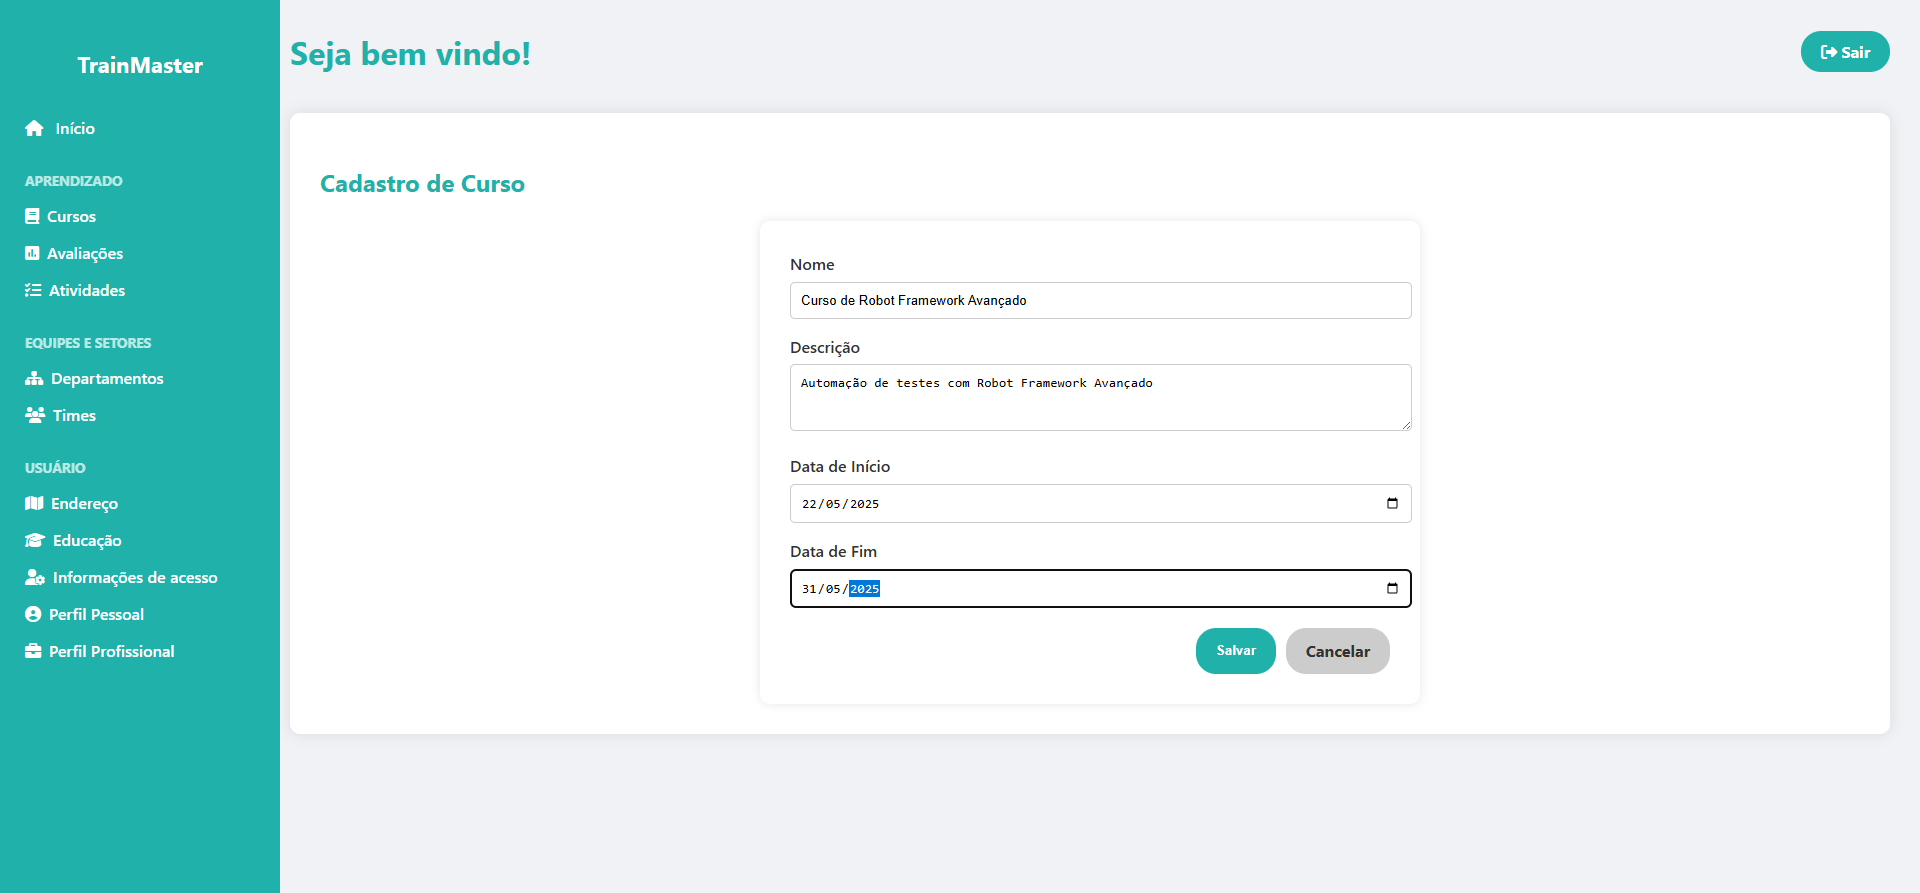 TrainMaster
Início
APRENDIZADO
Cursos
Avaliações
Atividades
EQUIPES E SETORES
Departamentos
Times
USUÁRIO
Endereço
Educação
Informações de acesso
Perfil Pessoal
Perfil Profissional
Seja bem vindo!
Sair
Cadastro de Curso
Nome
Curso de Robot Framework Avançado
Descrição
Automação de testes com Robot Framework Avançado
Data de Início
22/05/2025
Data de Fim
31/05/2025
Salvar
Cancelar